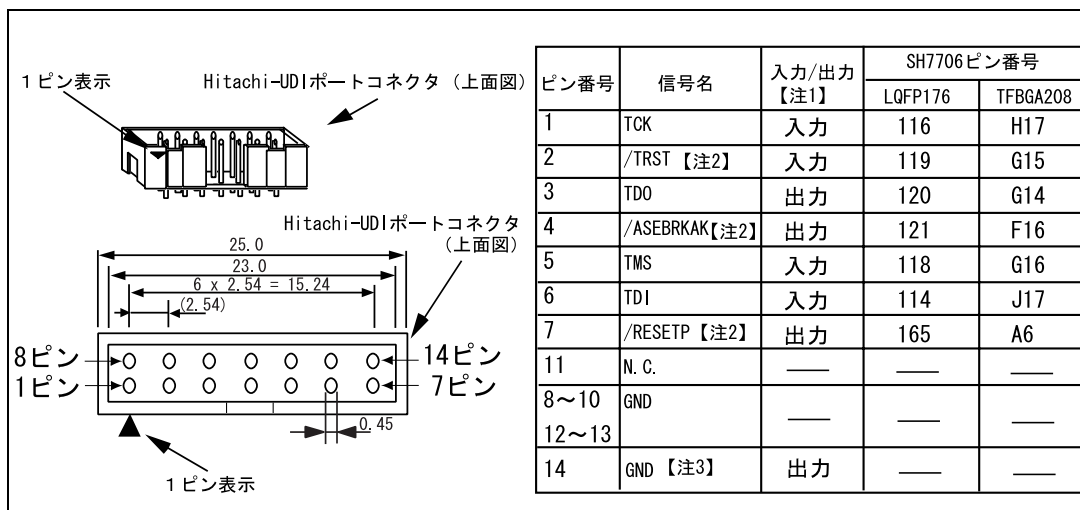 1ピン表示
Hitachi-UDIポートコネクタ (上面図)
Hitachi-UDIポートコネクタ
(上面図)
25.0
23.0
6 x 2.54 = 15.24
(2.54)
8ピン
14ピン
1ピン
7ピン
0.45
1ピン表示
ピン番号 信号名 入力/出力【注1】 SH7706ピン番号
LQFP176 TFBGA208
1 TCK 入力 116 H17
2 /TRST【注2】 入力 119 G15
3 TDO 出力 120 G14
4 /ASEBRKAK【注2】 出力 121 F16
5 TMS 入力 118 G16
6 TDI 入力 114 J17
7 /RESETP【注2】 出力 165 A6
11 N.C. —— —— ——
8～10 GND —— —— ——
12～13
14 GND【注3】 出力 —— ——